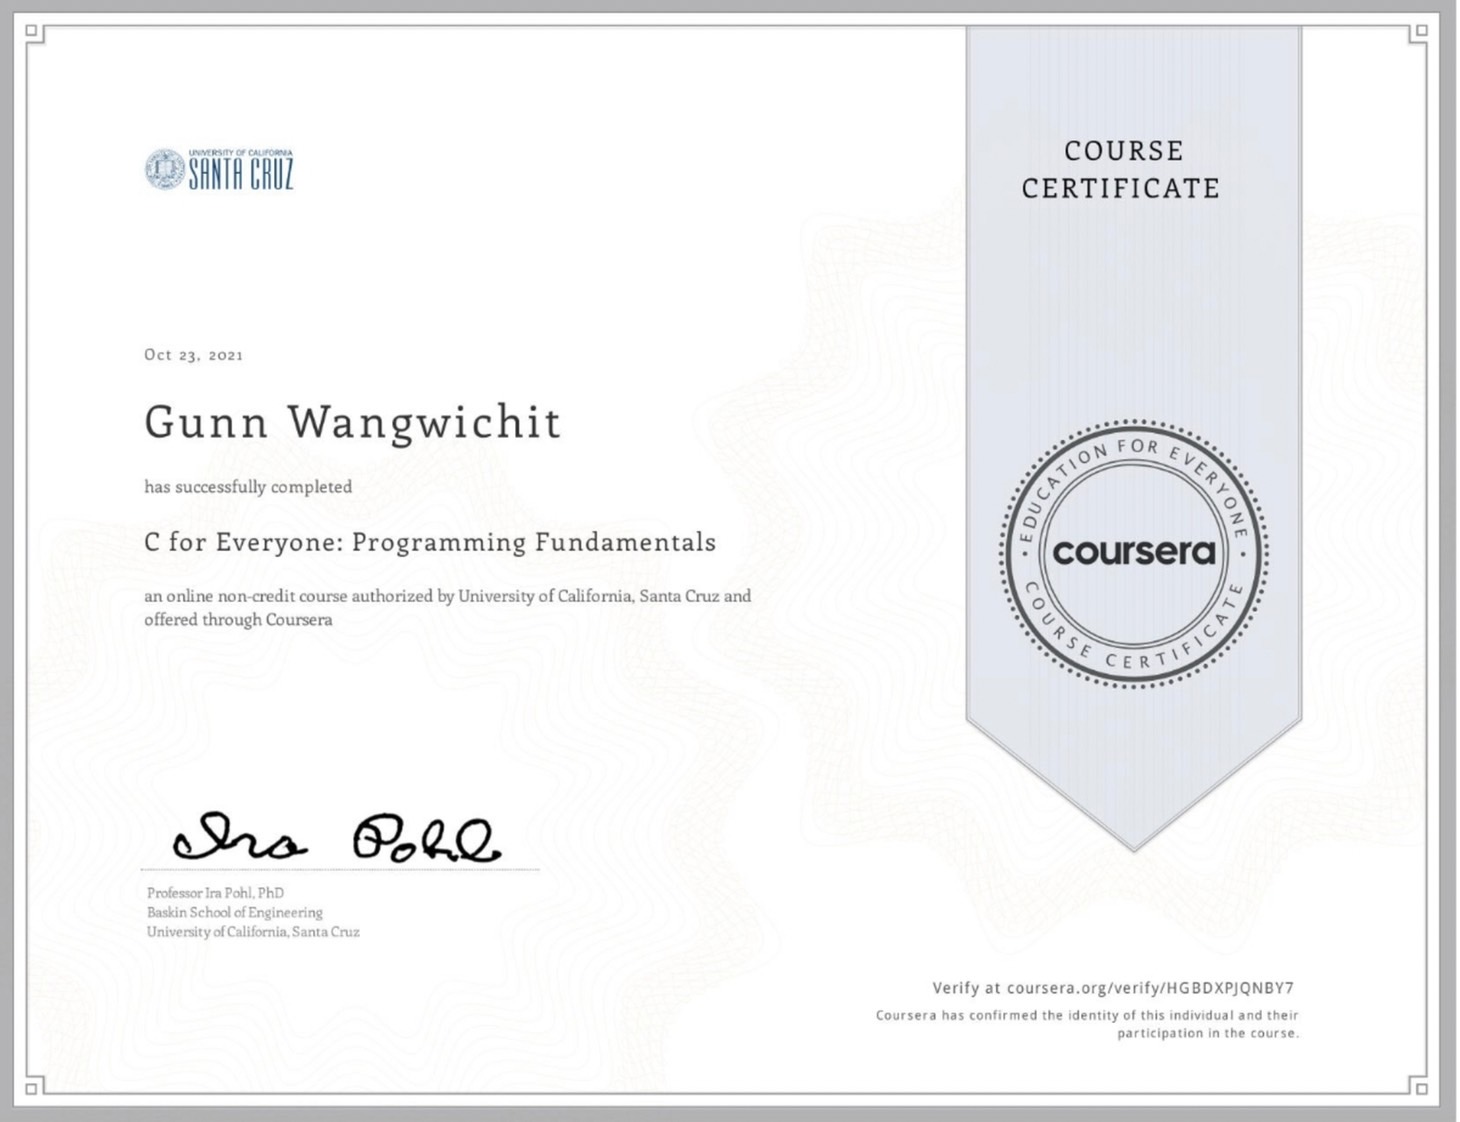 UNIVERSITY OF CALIFORNIA
SANTA CRUZ
COURSE
CERTIFICATE
Oct 23, 2021
Gunn Wangwichit
has successfully completed
C for Everyone: Programming Fundamentals
an online non-credit course authorized by University of California, Santa Cruz and
offered through Coursera
EDUCATION FOR EVERYONE
coursera
COURSE CERTIFICATE
Ira Pohl
Professor Ira Pohl, PhD
Baskin School of Engineering
University of California, Santa Cruz
Verify at coursera.org/verify/HGBDXPJQNBY7
Coursera has confirmed the identity of this individual and their
participation in the course.